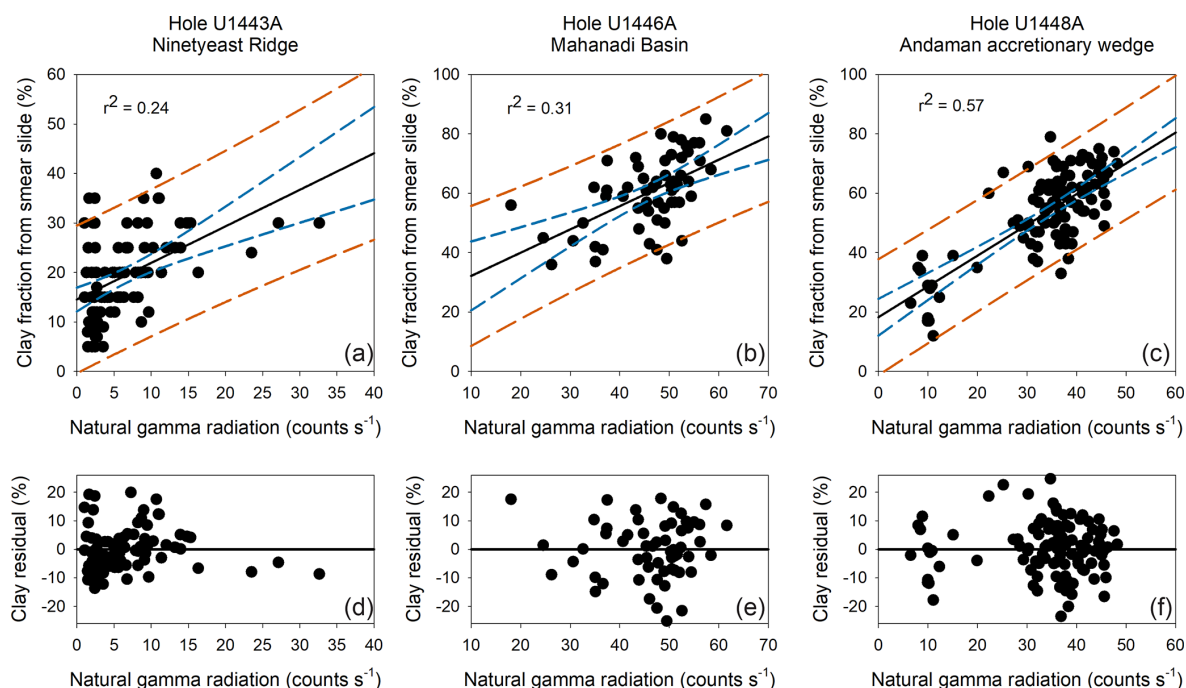 Hole U1443A
Ninetyeast Ridge
Hole U1446A
Mahanadi Basin
Hole U1448A
Andaman accretionary wedge
Clay fraction from smear slide (%)
60
50
40
30
20
10
0
r² = 0.24
(a)
0 5 10 15 20 25 30 35 40
Natural gamma radiation (counts s⁻¹)
Clay fraction from smear slide (%)
100
80
60
40
20
0
r² = 0.31
(b)
10 20 30 40 50 60 70
Natural gamma radiation (counts s⁻¹)
Clay fraction from smear slide (%)
100
80
60
40
20
0
r² = 0.57
(c)
0 10 20 30 40 50 60
Natural gamma radiation (counts s⁻¹)
Clay residual (%)
20
10
0
-10
-20
(d)
0 5 10 15 20 25 30 35 40
Natural gamma radiation (counts s⁻¹)
Clay residual (%)
20
10
0
-10
-20
(e)
10 20 30 40 50 60 70
Natural gamma radiation (counts s⁻¹)
Clay residual (%)
20
10
0
-10
-20
(f)
0 10 20 30 40 50 60
Natural gamma radiation (counts s⁻¹)